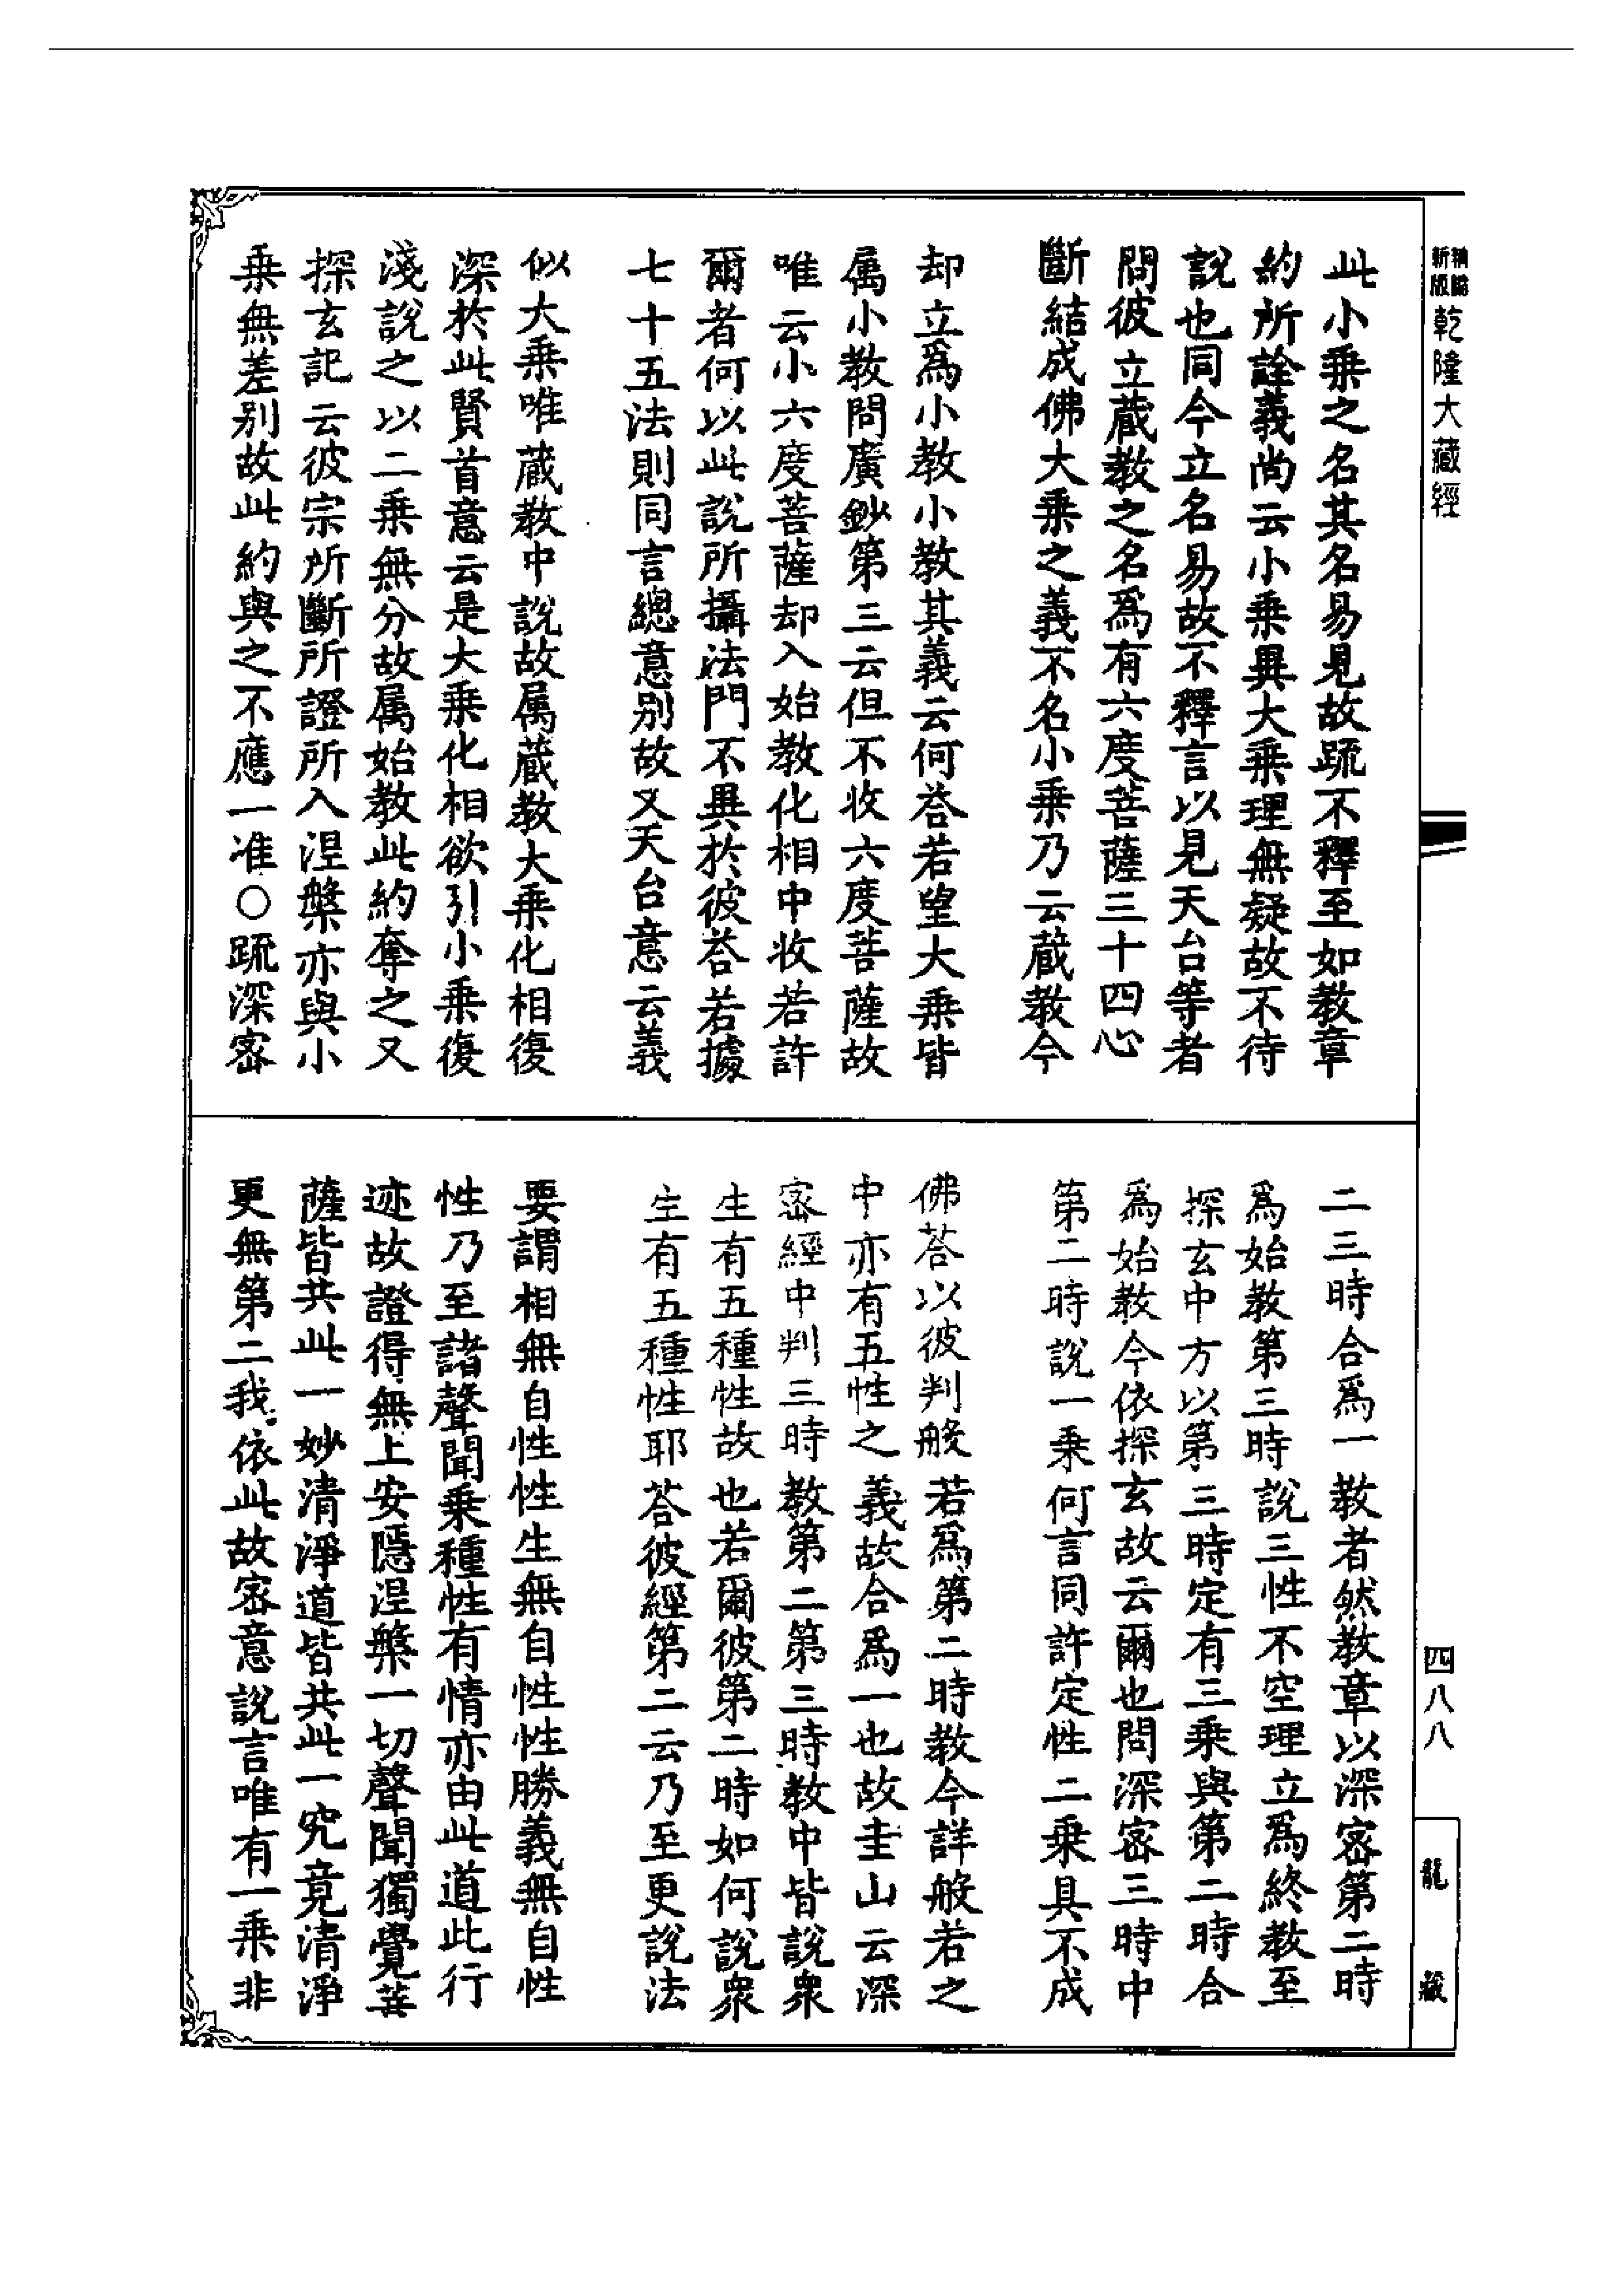 精縮新版乾隆大藏經
此小乘之名其名易見故䟽不釋至如教章
約所詮義尚云小乘異大乘理無疑故不待
說也同今立名易故不釋言以見天台等者
問彼立蔵教之名爲有六度菩薩三十四心
斷結成佛大乘之義不名小乘乃云蔵教今
却立爲小教小教其義云何荅若望大乘皆
属小教問廣鈔第三云但不收六度菩薩故
唯云小六度菩薩却入始教化相中收若許
爾者何以此說所攝法門不異於彼荅若據
七十五法則同言總意别故又天台意云義
似大乘唯蔵教中說故属蔵教大乘化相復
深於此賢首意云是大乘化相欲引小乘復
淺說之以二乘無分故属始教此約奪之又
探玄記云彼宗所斷所證所入涅槃亦與小
乘無差别故此約與之不應一准○䟽深宻
二三時合爲一教者然教章以深宻第二時
爲始教第三時說三性不空理立爲終教至
探玄中方以第三時定有三乘與第二時合
爲始教今依探玄故云爾也問深宻三時中
第二時說一乘何言同許定性二乘具不成
佛荅以彼判般若爲第二時教今詳般若之
中亦有五性之義故合爲一也故圭山云深
宻經中判三時教第二第三時教中皆說衆
生有五種性故也若爾彼第二時如何說衆
生有五種性耶荅彼經第二云乃至更說法
要謂相無自性性生無自性性勝義無自性
性乃至諸聲聞乘種性有情亦由此道此行
迹故證得無上安隱涅槃一切聲聞獨覺菩
薩皆共此一妙清淨道皆共此一究竟清淨
更無第二我依此故宻意說言唯有一乘非
四八八
龍藏